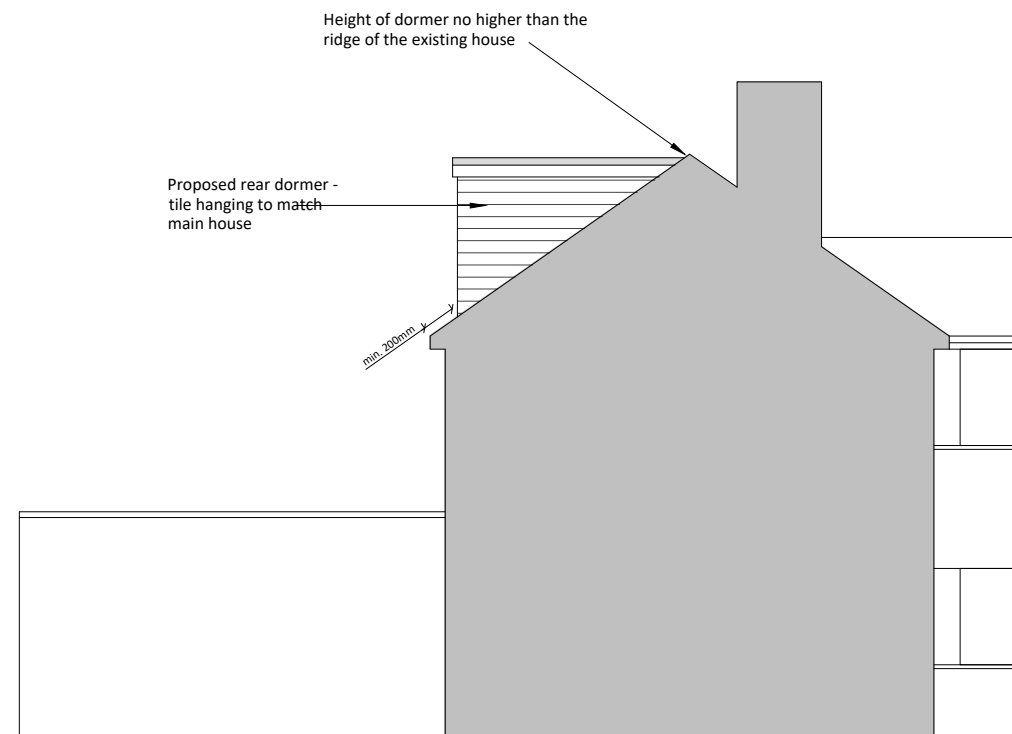 Height of dormer no higher than the
ridge of the existing house
Proposed rear dormer -
tile hanging to match
main house
min. 200mm